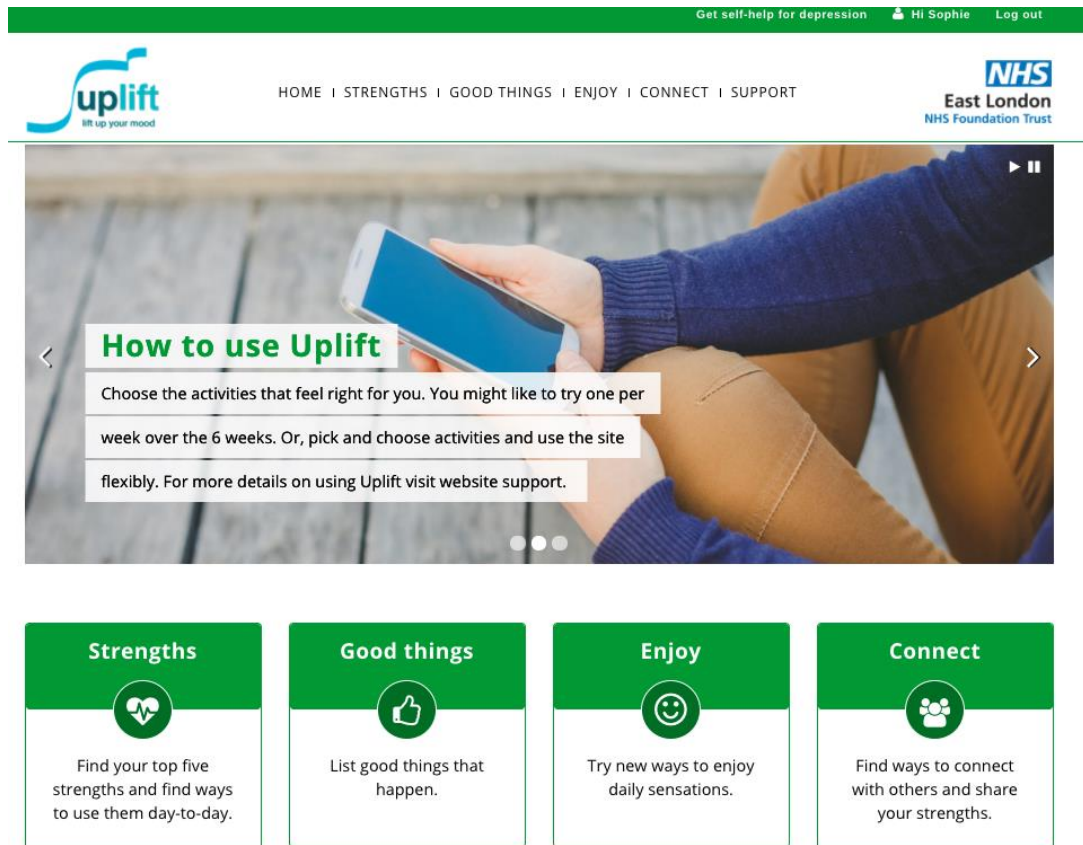 Get self-help for depression Hi Sophie Log out
uplift
lift up your mood
HOME | STRENGTHS | GOOD THINGS | ENJOY | CONNECT | SUPPORT
NHS
East London
NHS Foundation Trust
How to use Uplift
Choose the activities that feel right for you. You might like to try one per
week over the 6 weeks. Or, pick and choose activities and use the site
flexibly. For more details on using Uplift visit website support.
Strengths
Find your top five
strengths and find ways
to use them day-to-day.
Good things
List good things that
happen.
Enjoy
Try new ways to enjoy
daily sensations.
Connect
Find ways to connect
with others and share
your strengths.